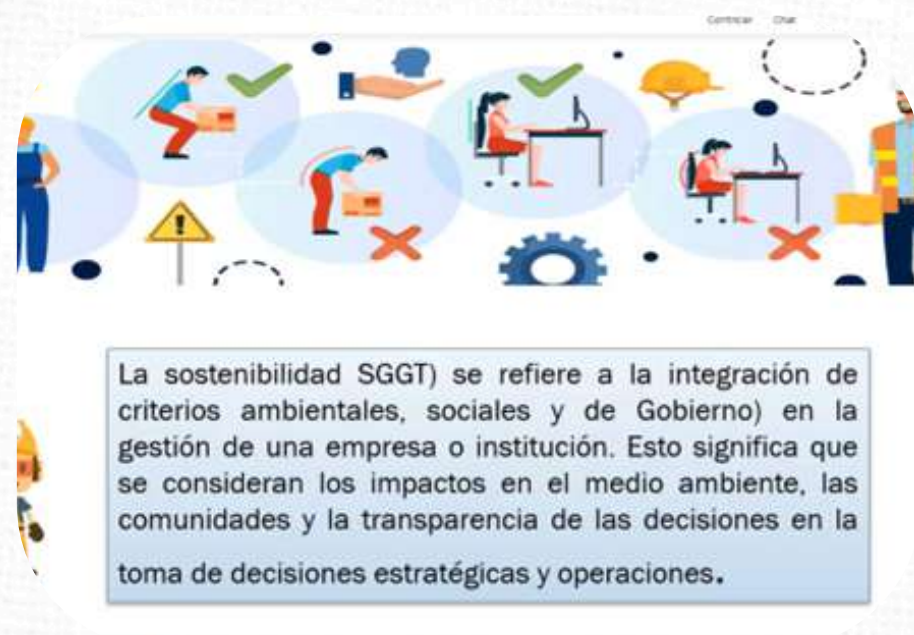 Chat
La sostenibilidad SGGT) se refiere a la integración de
criterios ambientales, sociales y de Gobierno) en la
gestión de una empresa o institución. Esto significa que
se consideran los impactos en el medio ambiente, las
comunidades y la transparencia de las decisiones en la
toma de decisiones estratégicas y operaciones.